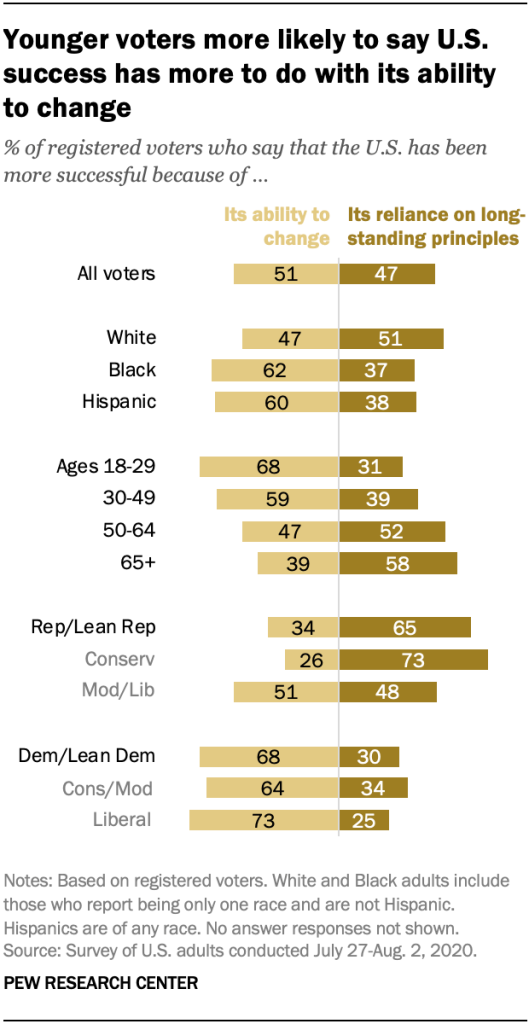 Younger voters more likely to say U.S.
success has more to do with its ability
to change
% of registered voters who say that the U.S. has been
more successful because of ...
Its ability to change
Its reliance on long-standing principles
All voters 51 47
White 47 51
Black 62 37
Hispanic 60 38
Ages 18-29 68 31
30-49 59 39
50-64 47 52
65+ 39 58
Rep/Lean Rep 34 65
Conserv 26 73
Mod/Lib 51 48
Dem/Lean Dem 68 30
Cons/Mod 64 34
Liberal 73 25
Notes: Based on registered voters. White and Black adults include
those who report being only one race and are not Hispanic.
Hispanics are of any race. No answer responses not shown.
Source: Survey of U.S. adults conducted July 27-Aug. 2, 2020.
PEW RESEARCH CENTER